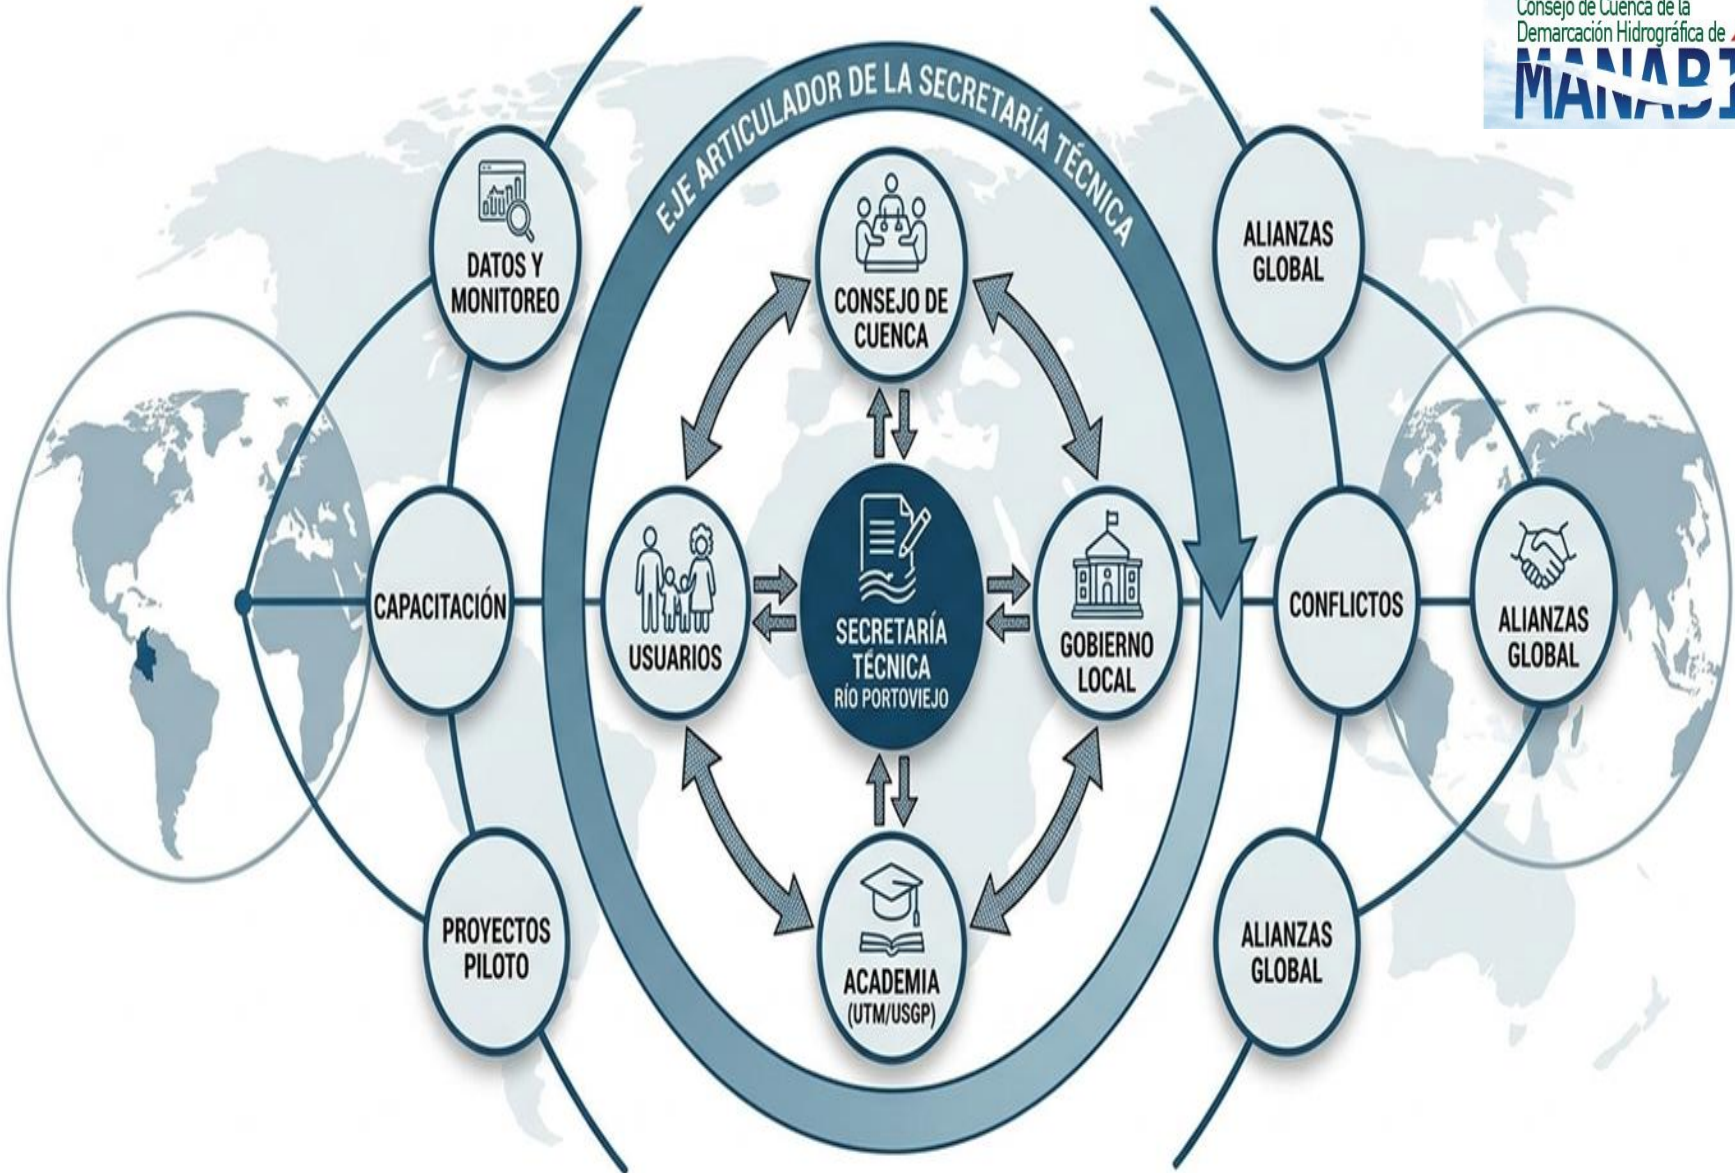 Consejo de Cuenca de la
Demarcación Hidrográfica de
MANABÍ
EJE ARTICULADOR DE LA SECRETARÍA TÉCNICA
DATOS Y
MONITOREO
CAPACITACIÓN
PROYECTOS
PILOTO
CONSEJO DE
CUENCA
USUARIOS
SECRETARÍA
TÉCNICA
RÍO PORTOVIEJO
GOBIERNO
LOCAL
ACADEMIA
(UTM/USGP)
ALIANZAS
GLOBAL
CONFLICTOS
ALIANZAS
GLOBAL
ALIANZAS
GLOBAL